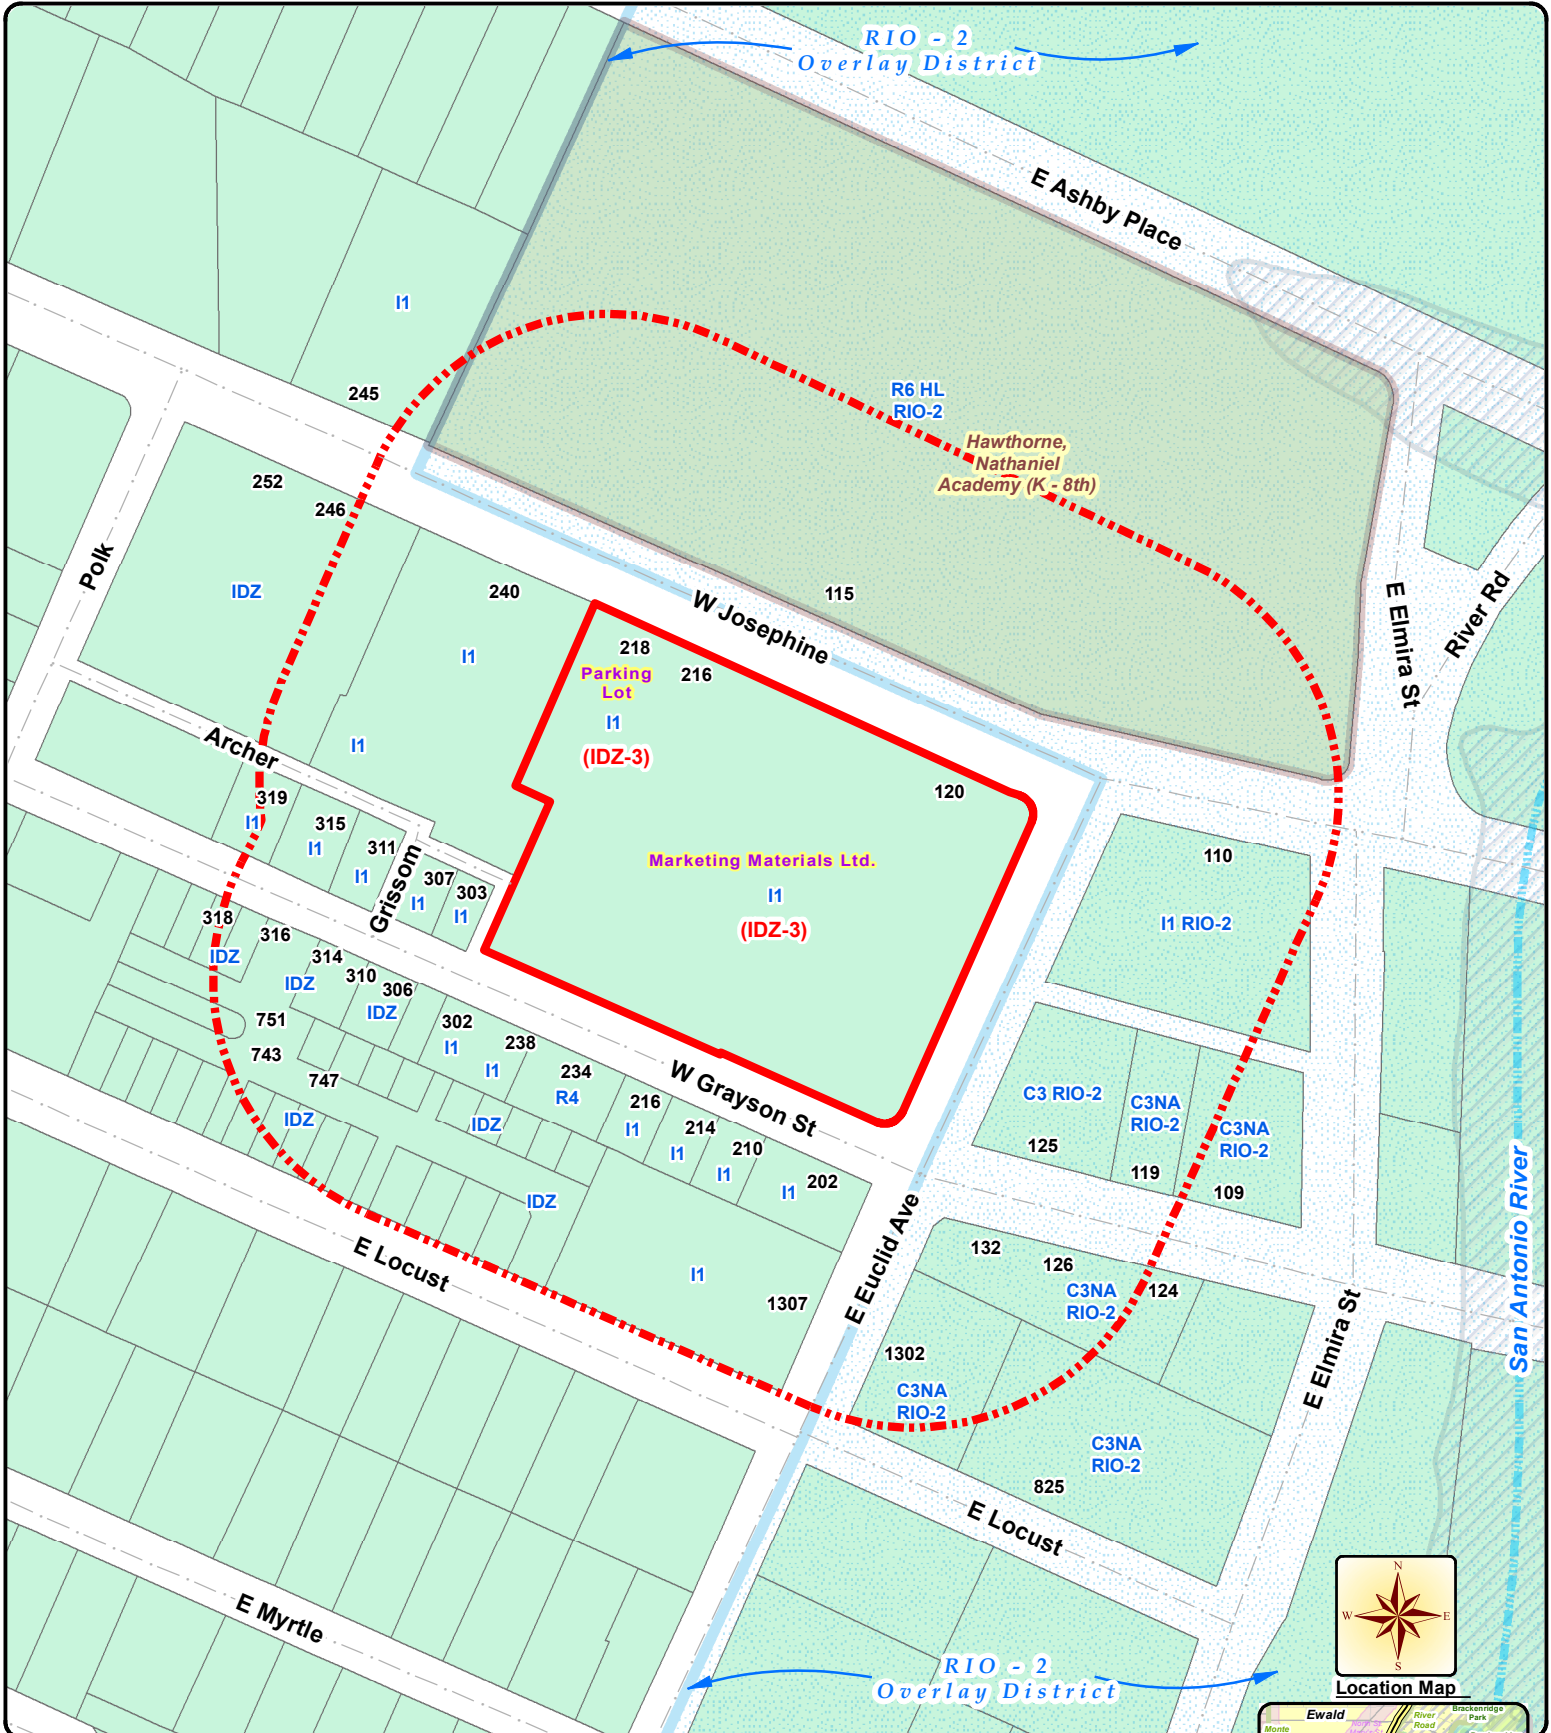 RIO - 2
Overlay District
E Ashby Place
I1
245
R6 HL
RIO-2
Hawthorne,
Nathaniel
Academy (K - 8th)
252
246
Polk
IDZ
240
115
W Josephine
E Elmira St
River Rd
I1
218
216
Parking
Lot
I1
(IDZ-3)
Archer
I1
120
319
I1
315
I1
311
I1
Grissom
307
I1
303
I1
Marketing Materials Ltd.
I1
(IDZ-3)
110
I1 RIO-2
318
IDZ
316
IDZ
314
310
306
IDZ
751
743
747
IDZ
302
I1
238
I1
234
R4
IDZ
216
I1
214
I1
210
I1
202
I1
W Grayson St
C3 RIO-2
125
C3NA
RIO-2
119
C3NA
RIO-2
109
IDZ
E Locust
I1
1307
E Euclid Ave
132
126
C3NA
RIO-2
124
1302
C3NA
RIO-2
C3NA
RIO-2
825
E Elmira St
San Antonio River
E Locust
E Myrtle
RIO - 2
Overlay District
N
W
E
S
Location Map
Ewald
River
Road
Brackenridge
Park
Monte